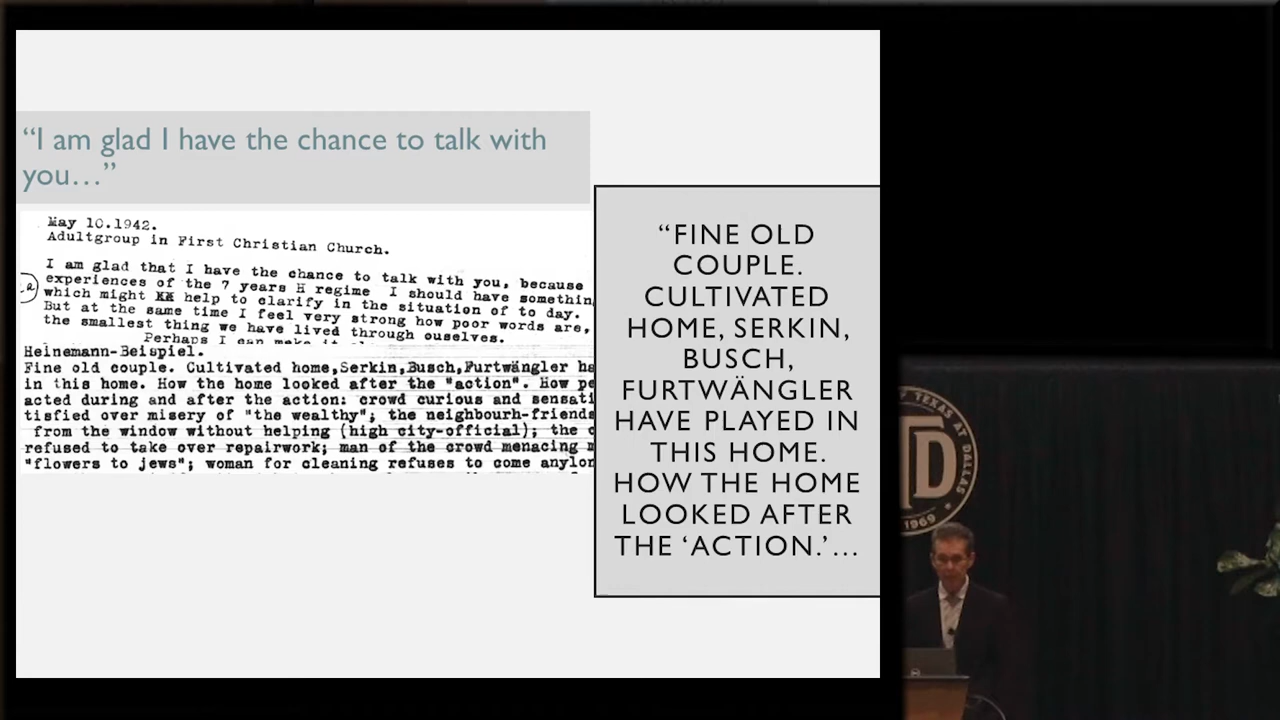 “I am glad I have the chance to talk with
you…”
May 10.1942.
Adultgroup in First Christian Church.
I am glad that I have the chance to talk with you, because
experiences of the 7 years H regime I should have somethin
which might XX help to clarify in the situation of to day.
But at the same time I feel very strong how poor words are,
the smallest thing we have lived through ouselves.
Perhaps I can make it
Heinemann-Beispiel.
Fine old couple. Cultivated home,Serkin,Busch,Furtwängler ha
in this home. How the home looked after the "action". How pe
acted during and after the action: crowd curious and sensati
tisfied over misery of "the wealthy"; the neighbourh-friends
from the window without helping (high city-official); the c
refused to take over repairwork; man of the crowd menacing m
"flowers to jews"; woman for cleaning refuses to come anylon
“FINE OLD
COUPLE.
CULTIVATED
HOME, SERKIN,
BUSCH,
FURTWÄNGLER
HAVE PLAYED IN
THIS HOME.
HOW THE HOME
LOOKED AFTER
THE ‘ACTION.’…
OF TEXAS AT DALLAS
TD
1969